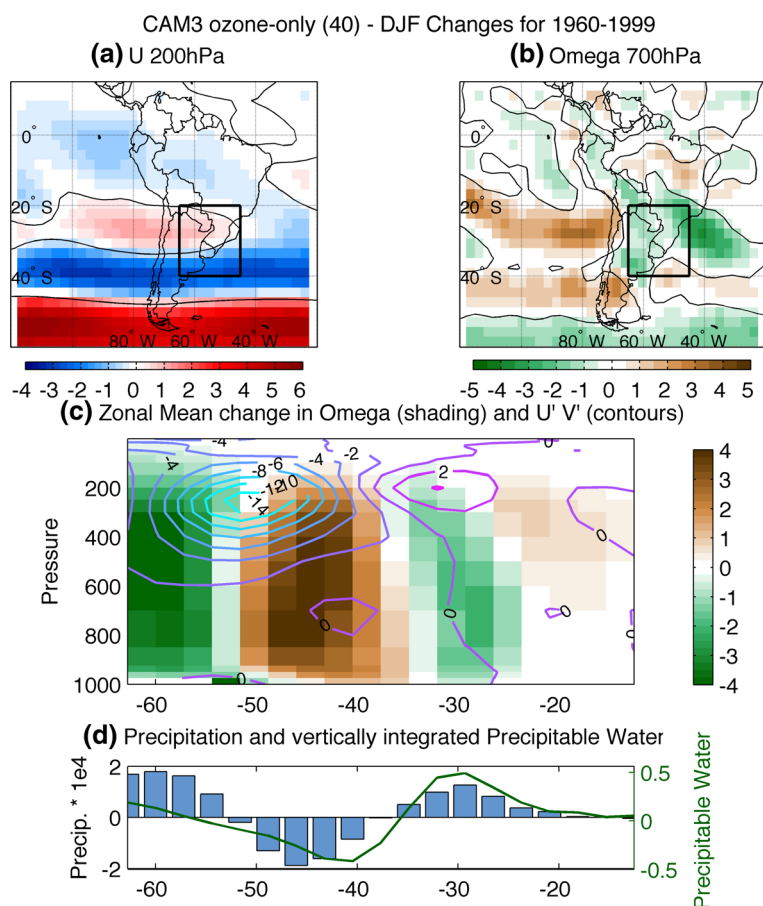 CAM3 ozone-only (40) - DJF Changes for 1960-1999
(a) U 200hPa
(b) Omega 700hPa
0°
20° S
40° S
80° W 60° W 40° W
0°
20° S
40° S
80° W 60° W 40° W
-4 -3 -2 -1 0 1 2 3 4 5 6
-5 -4 -3 -2 -1 0 1 2 3 4 5
(c) Zonal Mean change in Omega (shading) and U' V' (contours)
Pressure
200
400
600
800
1000
-4 -2 0
-4 -8 -6 -4 -2 2
-12 -10
-14
0
0
0 0 0 0
0
4
3
2
1
0
-1
-2
-3
-4
-60 -50 -40 -30 -20
(d) Precipitation and vertically integrated Precipitable Water
Precip. * 1e4
2
0
-2
0.5
0
-0.5
Precipitable Water
-60 -50 -40 -30 -20